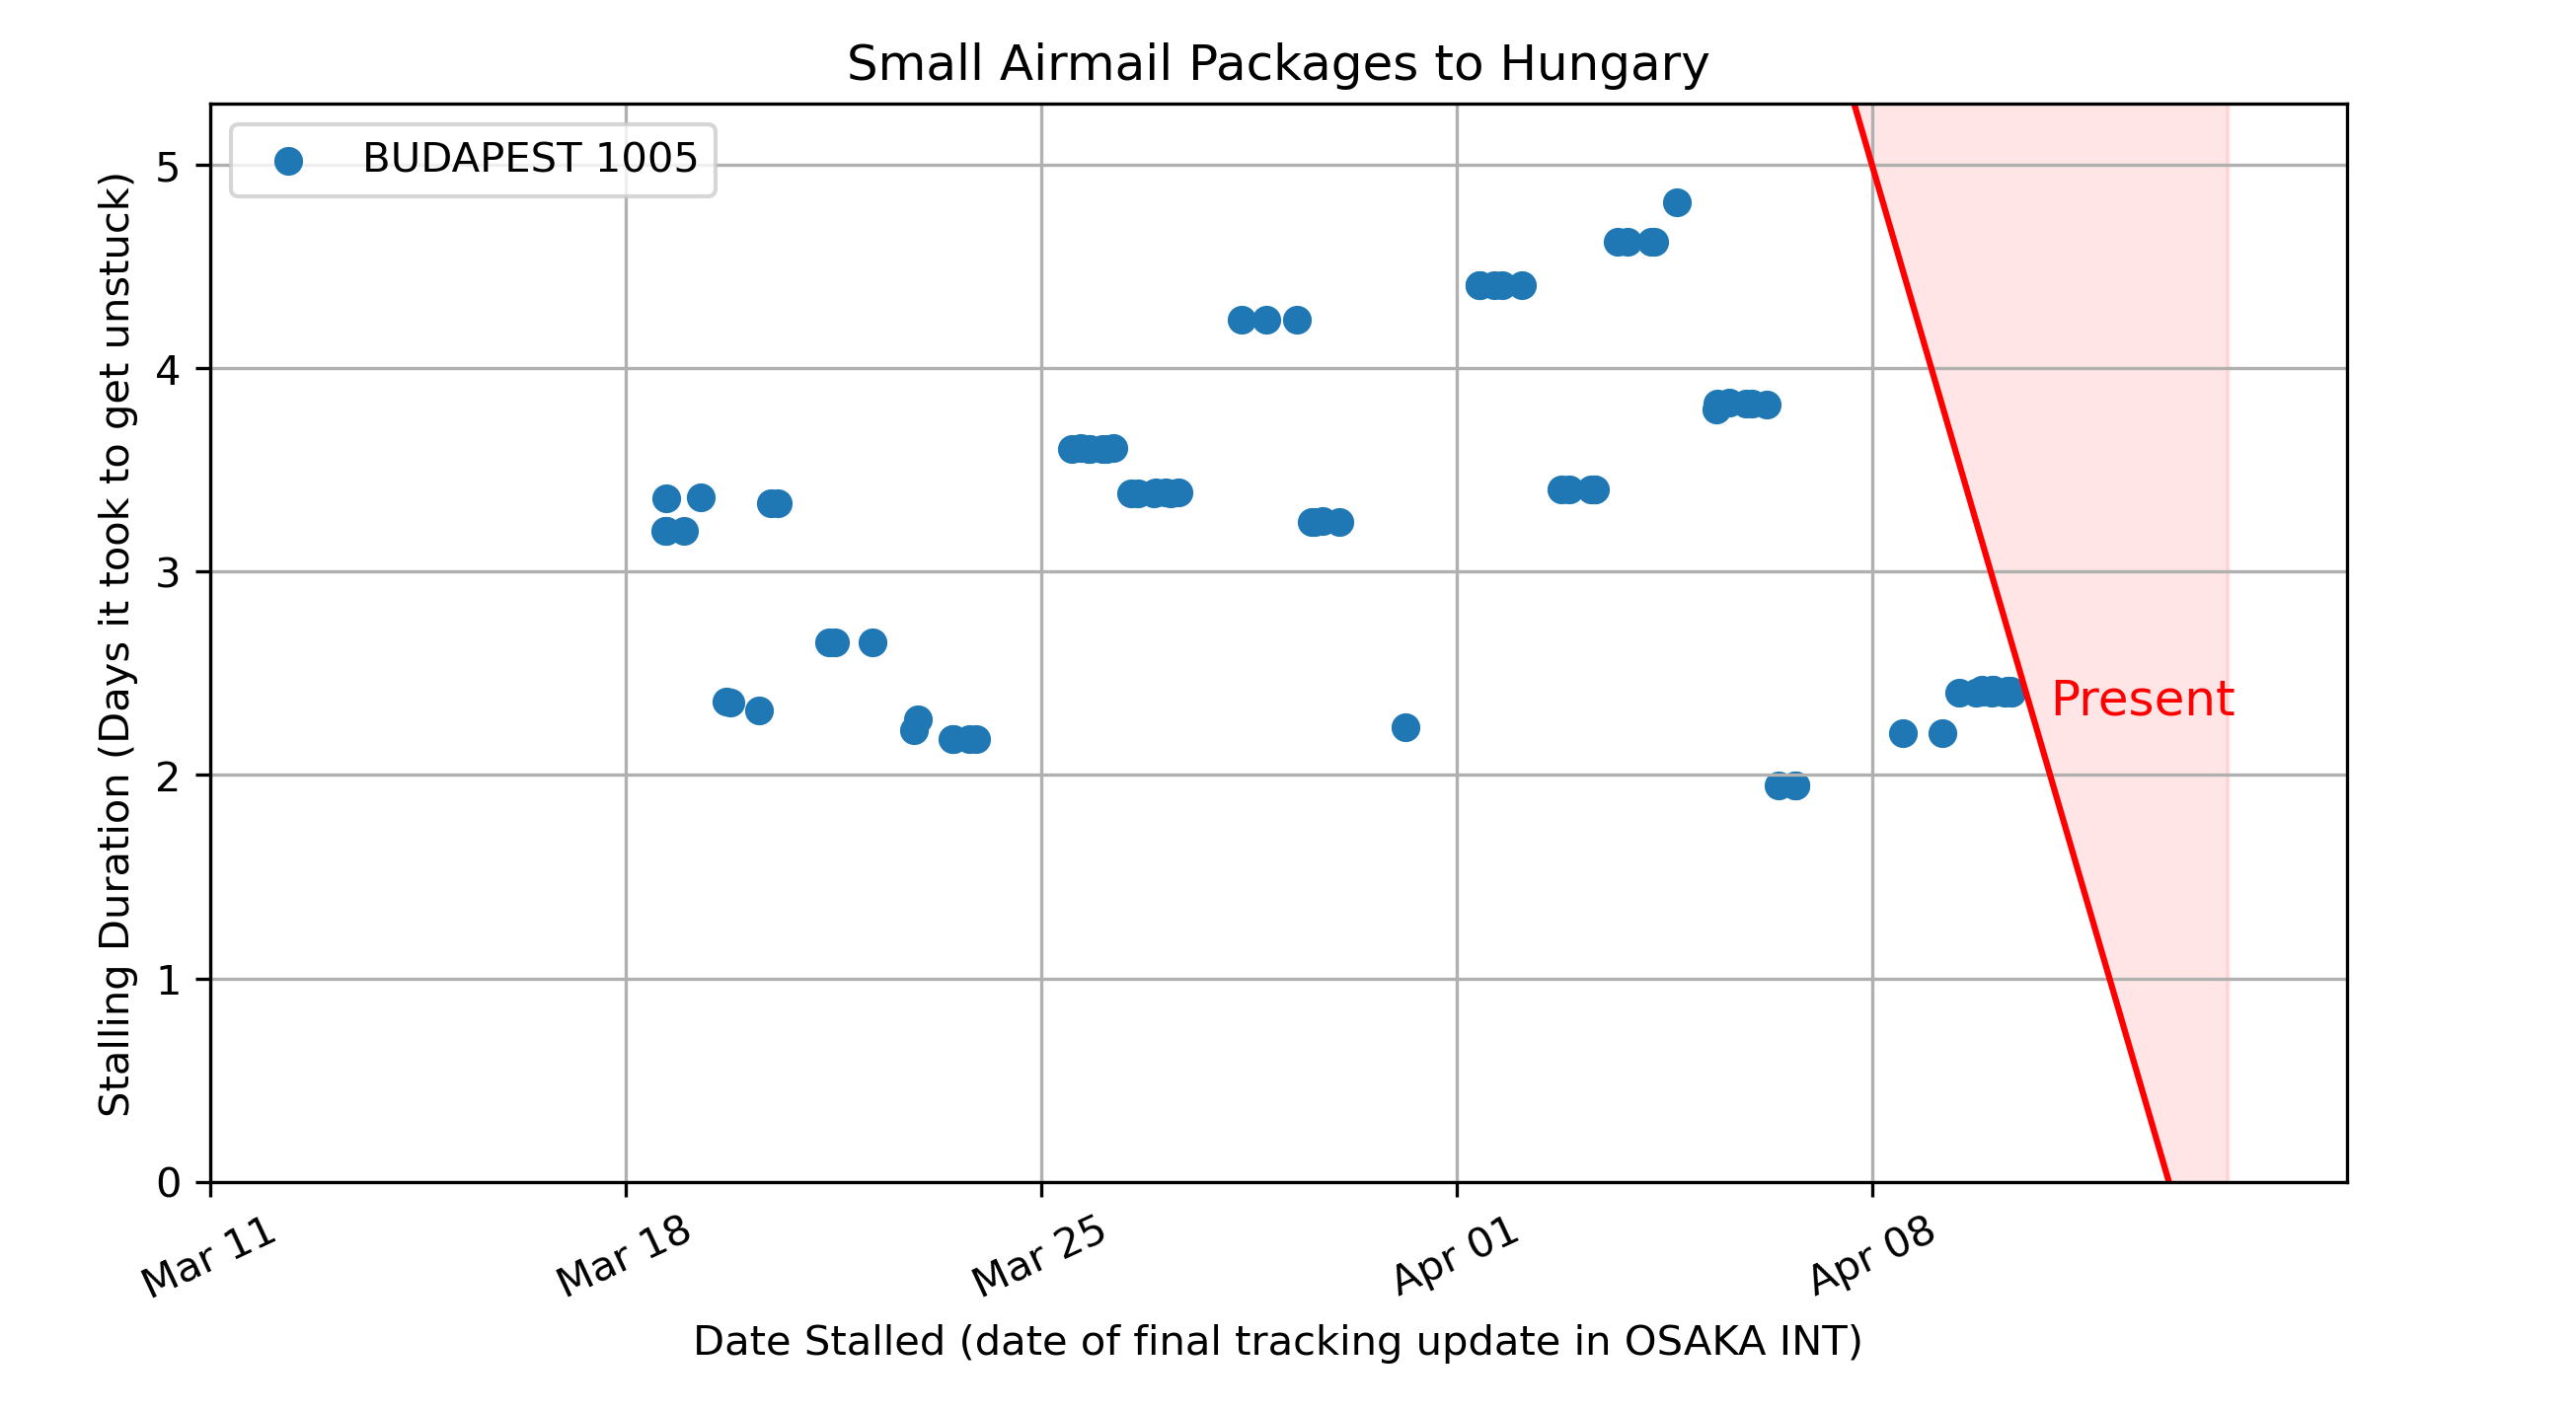 Small Airmail Packages to Hungary
BUDAPEST 1005
Stalling Duration (Days it took to get unstuck)
5
4
3
2
1
0
Present
Mar 11
Mar 18
Mar 25
Apr 01
Apr 08
Date Stalled (date of final tracking update in OSAKA INT)